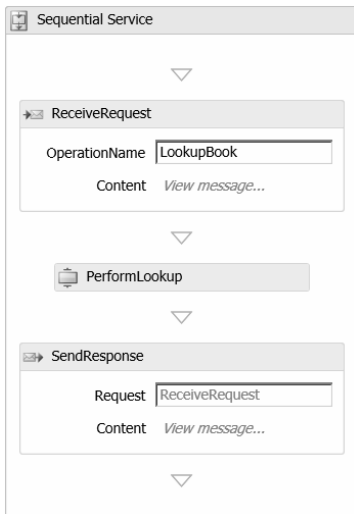 Sequential Service
ReceiveRequest
OperationName LookupBook
Content View message...
PerformLookup
SendResponse
Request ReceiveRequest
Content View message...